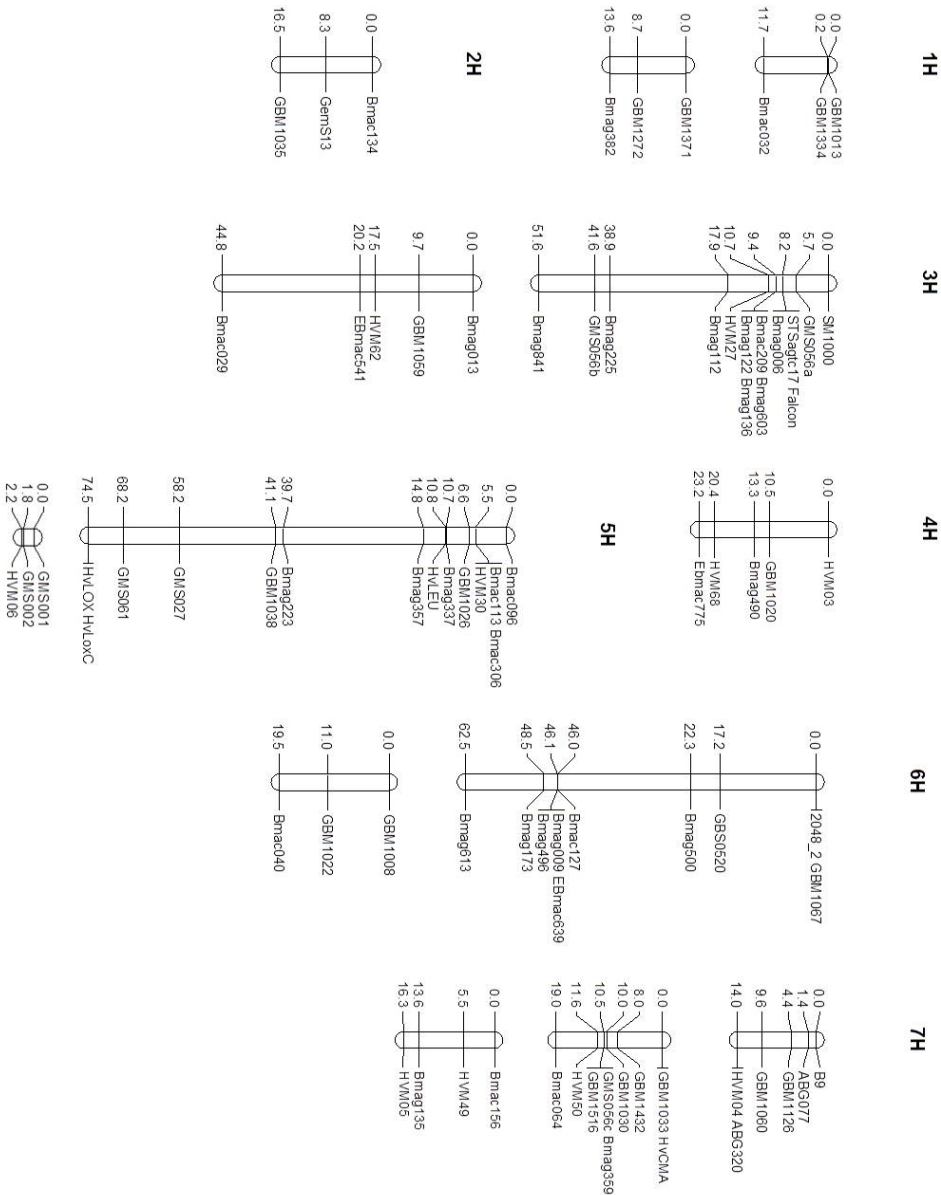 1H
0.0 GBM1013
0.2 GBM1334
11.7 Bmac032
0.0 GBM1371
8.7 GBM1272
13.6 Bmag382
2H
0.0 Bmac134
8.3 GemS13
16.5 GBM1035
3H
0.0 SM1000
5.7 GMS056a
8.2 STSagtc17 Falcon
Bmag006
9.4 Bmac209 Bmag603
Bmag122 Bmag136
10.7 HVM27
17.9 Bmag112
38.9 Bmag225
41.6 GMS056b
51.6 Bmag841
0.0 Bmag013
9.7 GBM1059
17.5 HVM62
20.2 EBmac541
44.8 Bmac029
4H
0.0 HVM03
10.5 GBM1020
13.3 Bmag490
20.4 HVM68
23.2 Ebmac775
5H
0.0 Bmac096
5.5 Bmac113 Bmac306
HVM30
6.6 GBM1026
10.7 Bmag337
10.8 HvLEU
14.8 Bmag357
39.7 Bmag223
41.1 GBM1038
58.2 GMS027
68.2 GMS061
74.5 HvLOX HvLoxC
0.0 GMS001
1.8 GMS002
2.2 HVM06
6H
0.0 2048_2 GBM1067
17.2 GBS0520
22.3 Bmag500
46.0 Bmac127
46.1 Bmag009 EBmac639
Bmag496
48.5 Bmag173
62.5 Bmag613
0.0 GBM1008
11.0 GBM1022
19.5 Bmac040
7H
0.0 B9
1.4 ABG077
4.4 GBM1126
9.6 GBM1060
14.0 HVM04 ABG320
0.0 GBM1033 HvCMA
8.0 GBM1432
10.0 GBM1030
10.5 GMS056c Bmag359
GBM1516
11.6 HVM50
19.0 Bmac064
0.0 Bmac156
5.5 HVM49
13.6 Bmag135
16.3 HVM05